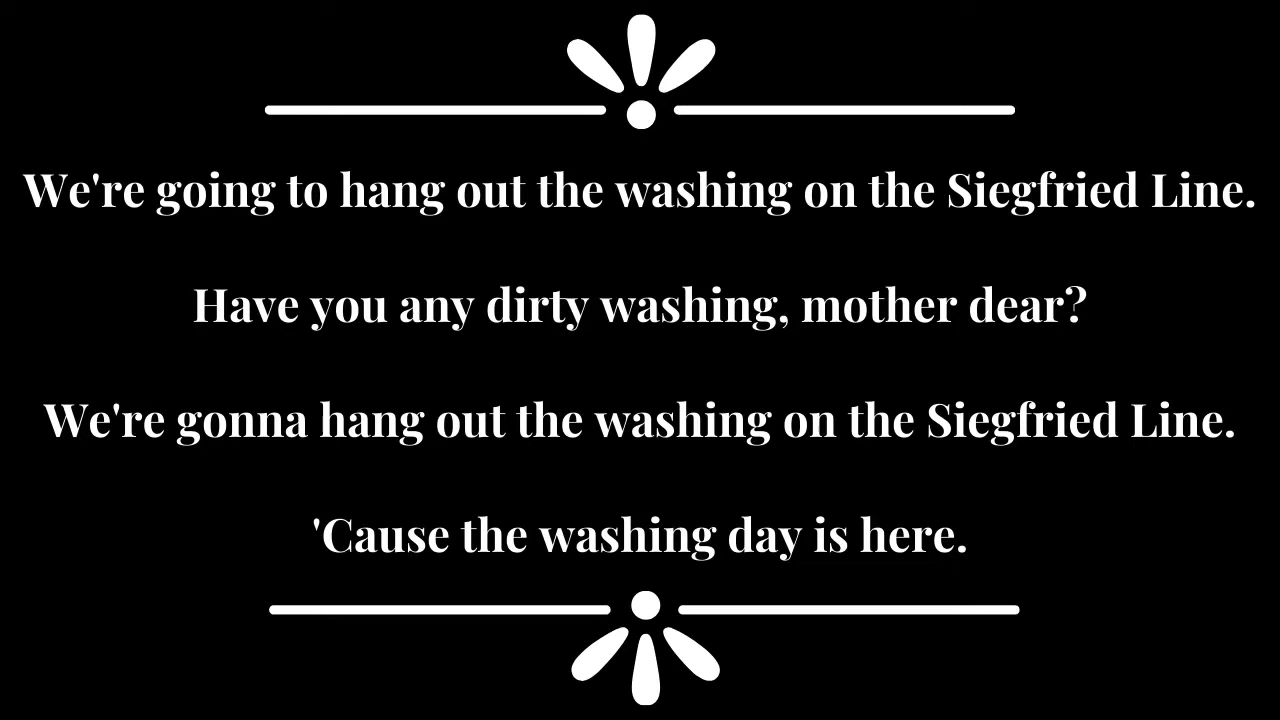 We're going to hang out the washing on the Siegfried Line.
Have you any dirty washing, mother dear?
We're gonna hang out the washing on the Siegfried Line.
'Cause the washing day is here.